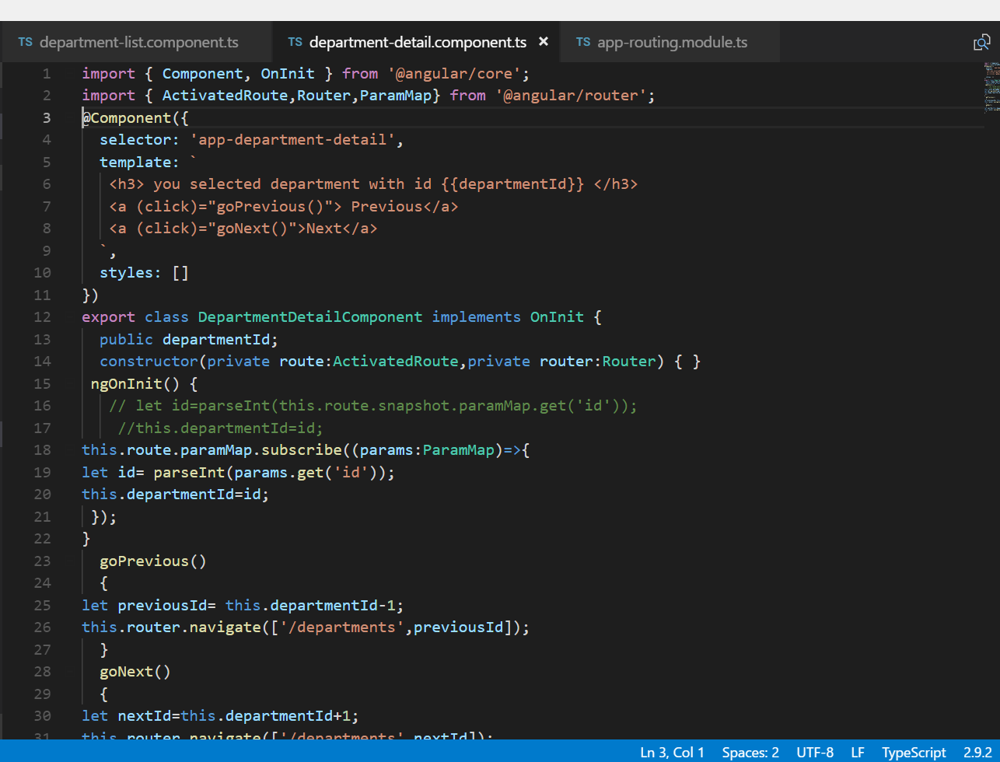 TS department-list.component.ts TS department-detail.component.ts × TS app-routing.module.ts
1 import { Component, OnInit } from '@angular/core';
2 import { ActivatedRoute,Router,ParamMap} from '@angular/router';
3 @Component({
4 selector: 'app-department-detail',
5 template: `
6 <h3> you selected department with id {{departmentId}} </h3>
7 <a (click)="goPrevious()"> Previous</a>
8 <a (click)="goNext()">Next</a>
9 `,
10 styles: []
11 })
12 export class DepartmentDetailComponent implements OnInit {
13 public departmentId;
14 constructor(private route:ActivatedRoute,private router:Router) { }
15 ngOnInit() {
16 // let id=parseInt(this.route.snapshot.paramMap.get('id'));
17 //this.departmentId=id;
18 this.route.paramMap.subscribe((params:ParamMap)=>{
19 let id= parseInt(params.get('id'));
20 this.departmentId=id;
21 });
22 }
23 goPrevious()
24 {
25 let previousId= this.departmentId-1;
26 this.router.navigate(['/departments',previousId]);
27 }
28 goNext()
29 {
30 let nextId=this.departmentId+1;
31 this.router.navigate(['/departments',nextId]);
Ln 3, Col 1 Spaces: 2 UTF-8 LF TypeScript 2.9.2